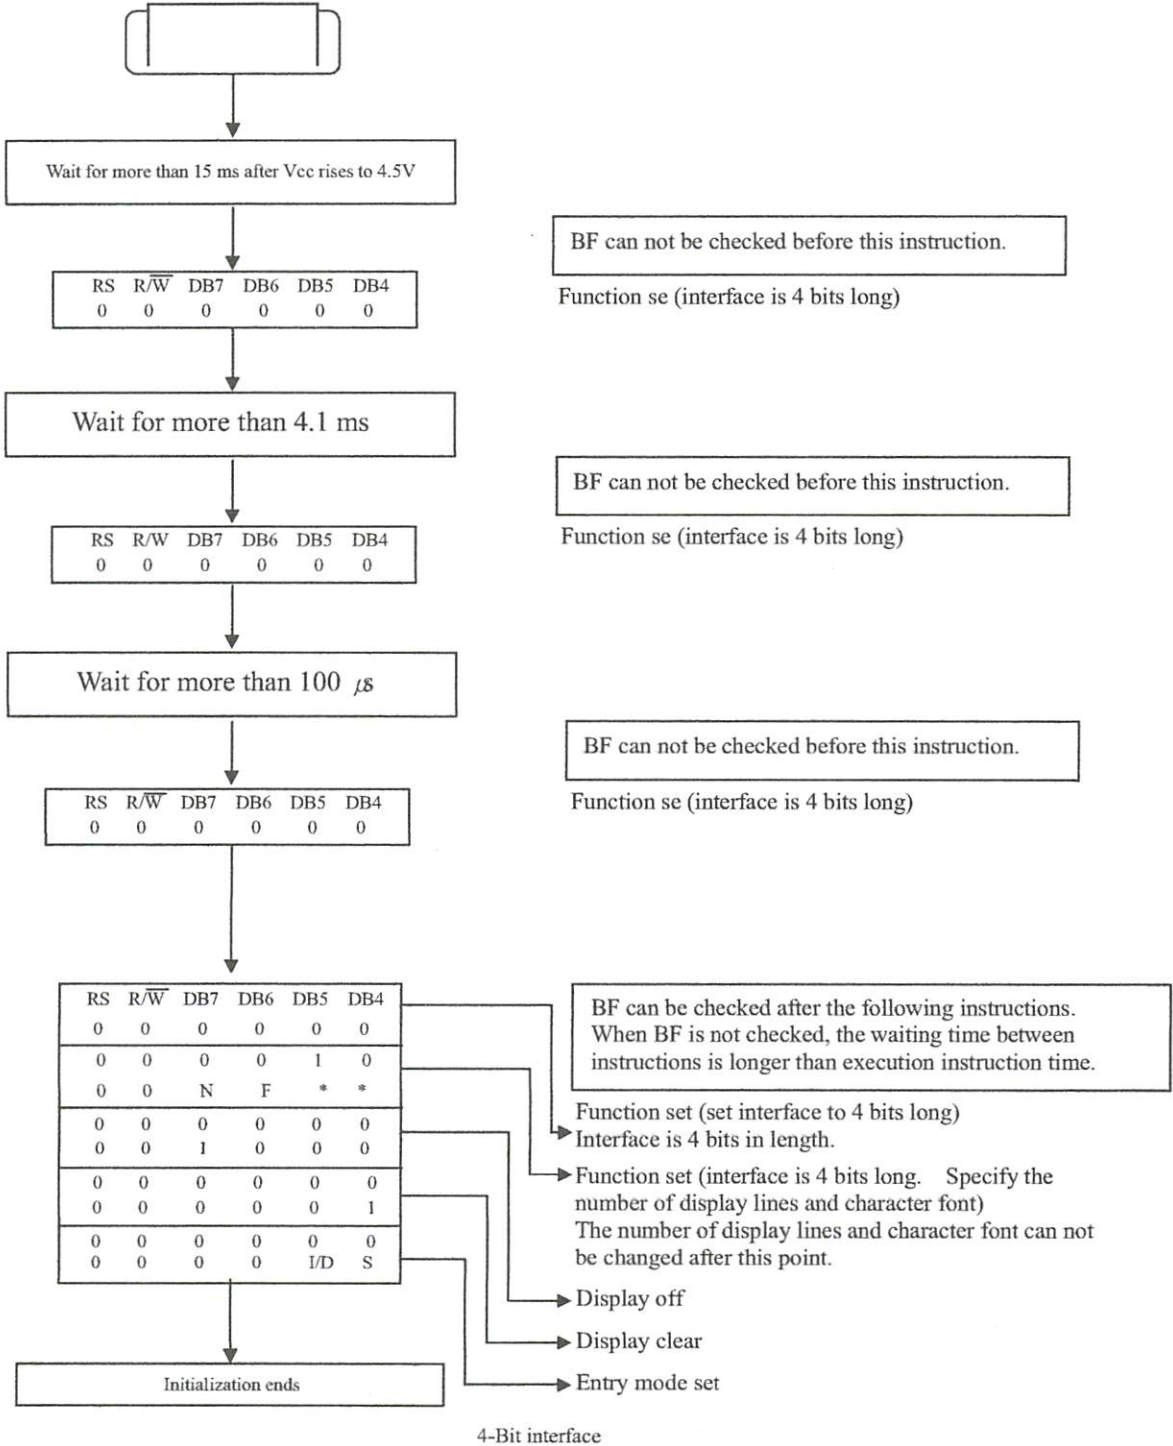 Wait for more than 15 ms after Vcc rises to 4.5V
BF can not be checked before this instruction.
Function se (interface is 4 bits long)
RS R/W̅ DB7 DB6 DB5 DB4
0 0 0 0 0 0
Wait for more than 4.1 ms
BF can not be checked before this instruction.
Function se (interface is 4 bits long)
RS R/W DB7 DB6 DB5 DB4
0 0 0 0 0 0
Wait for more than 100 μs
BF can not be checked before this instruction.
Function se (interface is 4 bits long)
RS R/W̅ DB7 DB6 DB5 DB4
0 0 0 0 0 0
RS R/W̅ DB7 DB6 DB5 DB4
0 0 0 0 0 0
0 0 0 0 1 0
0 0 N F * *
0 0 0 0 0 0
0 0 1 0 0 0
0 0 0 0 0 0
0 0 0 0 0 1
0 0 0 0 0 0
0 0 0 0 I/D S
BF can be checked after the following instructions.
When BF is not checked, the waiting time between
instructions is longer than execution instruction time.
Function set (set interface to 4 bits long)
Interface is 4 bits in length.
Function set (interface is 4 bits long. Specify the
number of display lines and character font)
The number of display lines and character font can not
be changed after this point.
Display off
Display clear
Entry mode set
Initialization ends
4-Bit interface